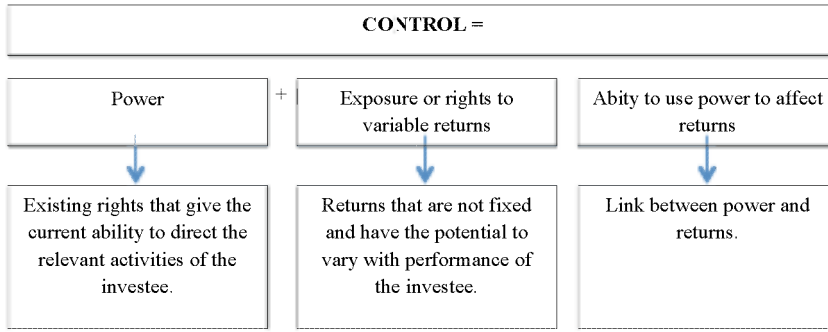 CONTROL =
Power
+
Exposure or rights to
variable returns
Abity to use power to affect
returns
Existing rights that give the
current ability to direct the
relevant activities of the
investee.
Returns that are not fixed
and have the potential to
vary with performance of
the investee.
Link between power and
returns.